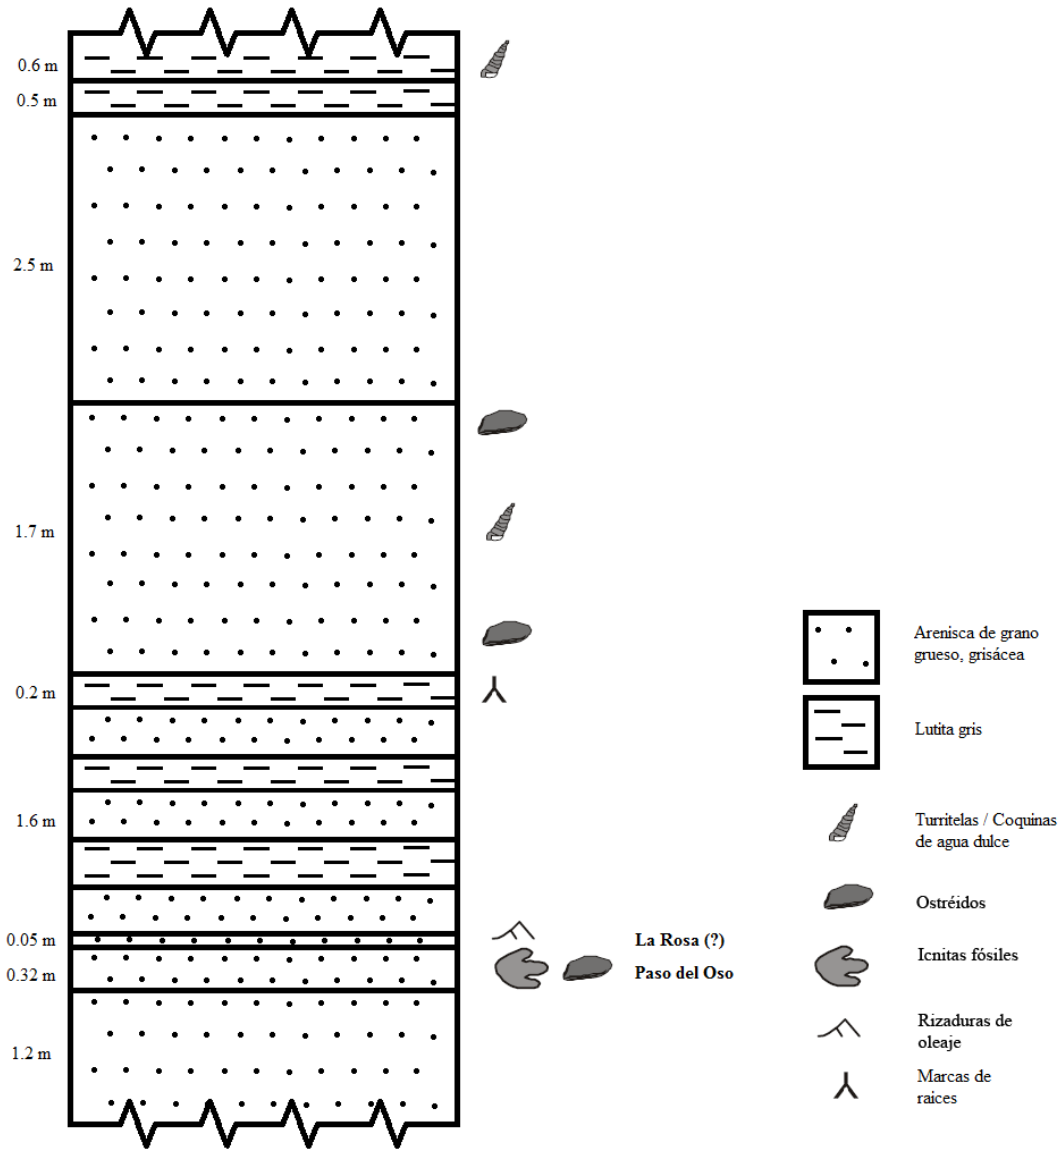 0.6 m
0.5 m
2.5 m
1.7 m
0.2 m
1.6 m
0.05 m
0.32 m
1.2 m
La Rosa (?)
Paso del Oso
Arenisca de grano
grueso, grisácea
Lutita gris
Turritelas / Coquinas
de agua dulce
Ostréidos
Icnitas fósiles
Rizaduras de
oleaje
Marcas de
raices